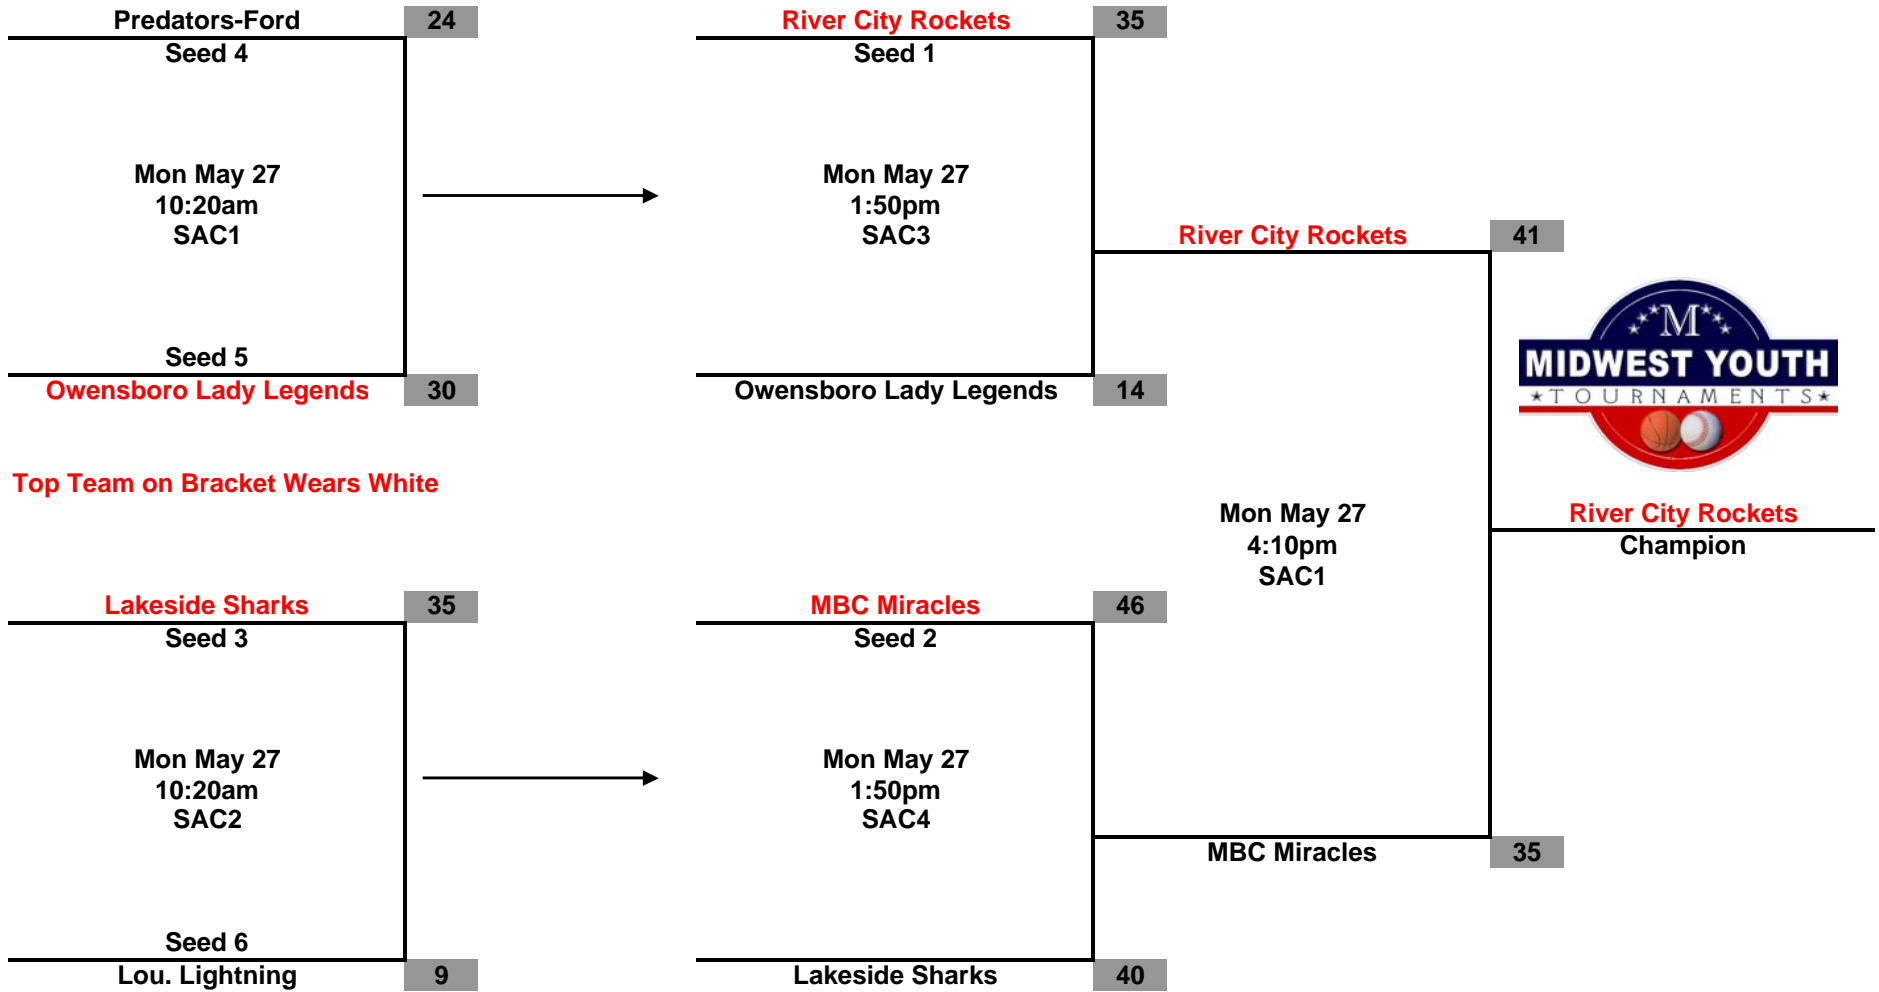 Predators-Ford 24
Seed 4
Mon May 27
10:20am
SAC1
Seed 5
Owensboro Lady Legends 30
River City Rockets 35
Seed 1
Mon May 27
1:50pm
SAC3
Owensboro Lady Legends 14
River City Rockets 41
M
MIDWEST YOUTH
★TOURNAMENTS★
Top Team on Bracket Wears White
Mon May 27
4:10pm
SAC1
River City Rockets
Champion
Lakeside Sharks 35
Seed 3
Mon May 27
10:20am
SAC2
Seed 6
Lou. Lightning 9
MBC Miracles 46
Seed 2
Mon May 27
1:50pm
SAC4
Lakeside Sharks 40
MBC Miracles 35